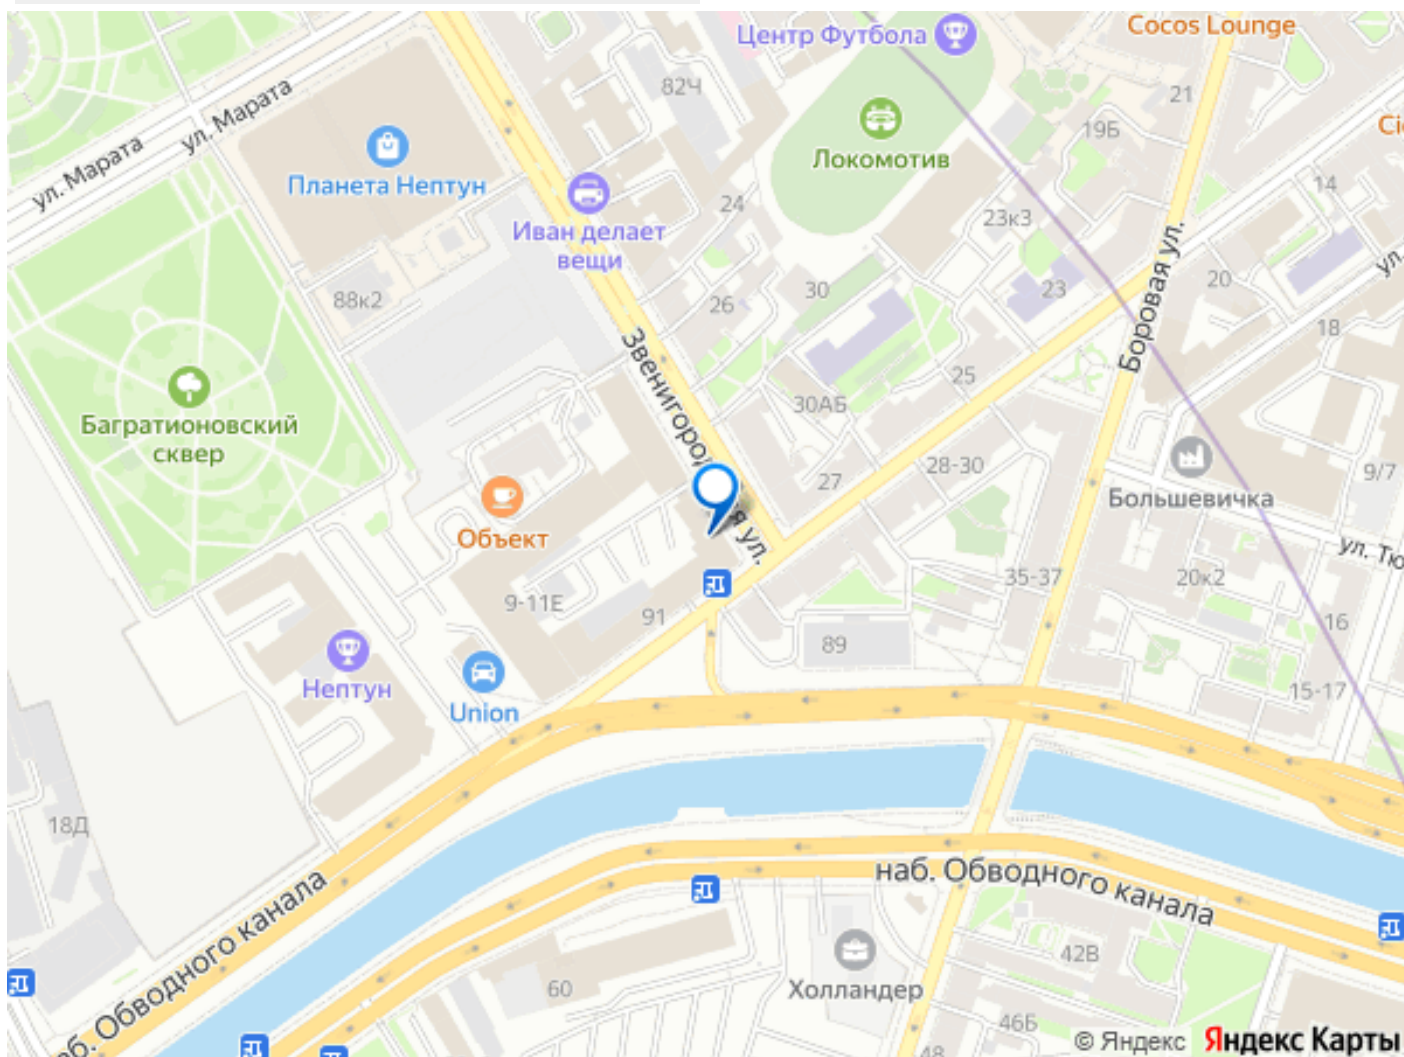 Центр Футбола
Cocos Lounge
82Ч
21
19Б
ул. Марата
ул. Марата
Локомотив
Планета Нептун
14
24
23к3
Иван делает
вещи
Боровая ул.
ул.
20
88к2
26
30
23
18
Звенигородская ул.
25
30АБ
Багратионовский
сквер
28-30
27
9/7
Большевичка
Объект
ул. Тю
35-37
20к2
9-11Е
91
16
89
Нептун
15-17
Union
18Д
наб. Обводного канала
наб. Обводного канала
42В
60
Холландер
46Б
48
© Яндекс Яндекс Карты